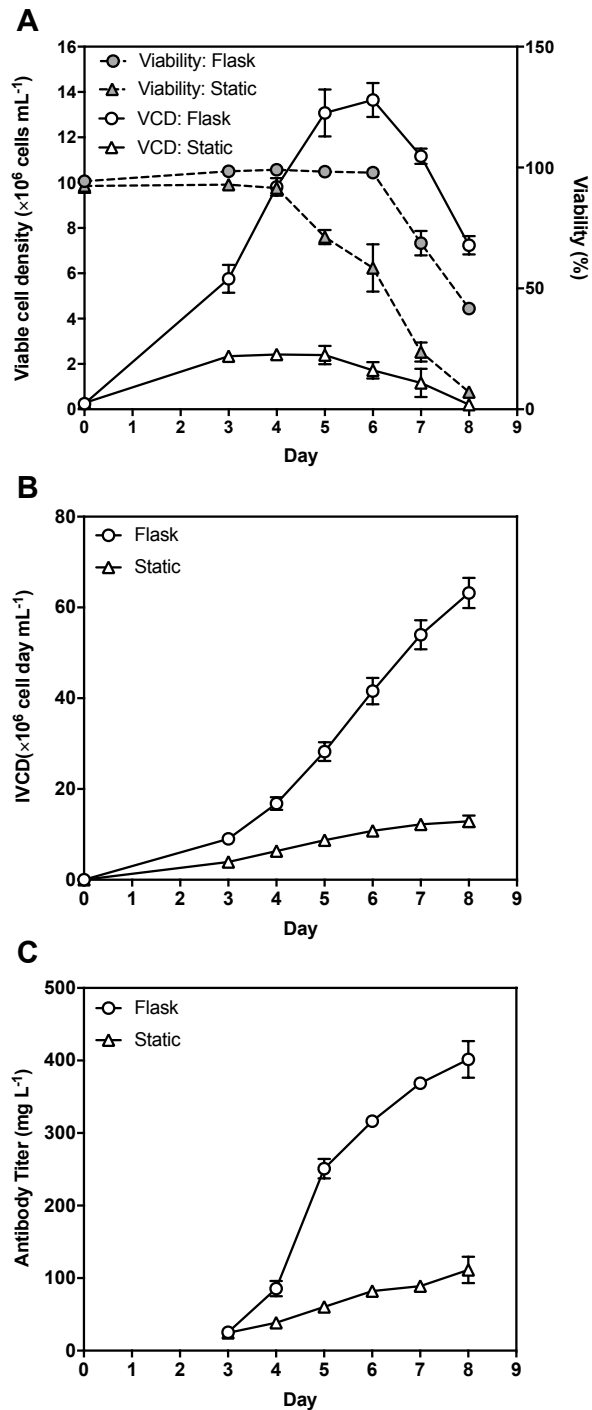 A
Viable cell density (×10⁶ cells mL⁻¹)
16
14
12
10
8
6
4
2
0
Viability: Flask
Viability: Static
VCD: Flask
VCD: Static
150
100
50
0
Viability (%)
0 1 2 3 4 5 6 7 8 9
Day
B
IVCD(×10⁶ cell day mL⁻¹)
80
60
40
20
0
Flask
Static
0 1 2 3 4 5 6 7 8 9
Day
C
Antibody Titer (mg L⁻¹)
500
400
300
200
100
0
Flask
Static
0 1 2 3 4 5 6 7 8 9
Day